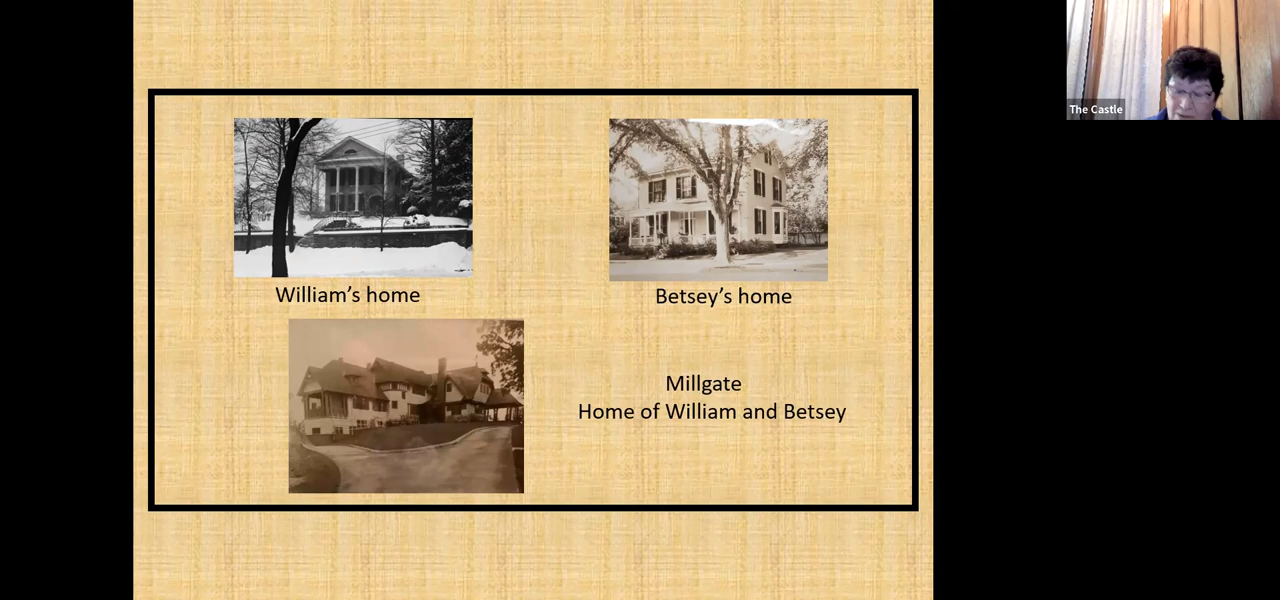 The Castle
William's home
Betsey's home
Millgate
Home of William and Betsey